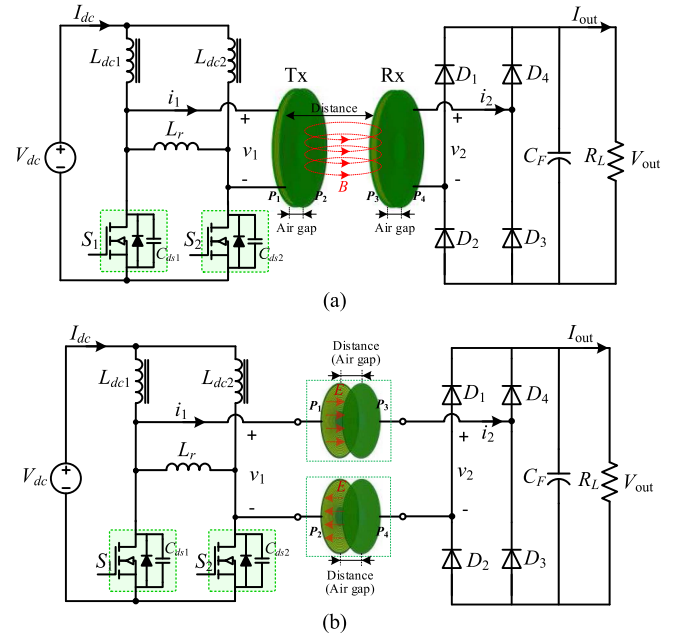 I_dc I_out
L_dc1 L_dc2 Tx Rx D_1 D_4
i_1 + Distance i_2 +
L_r v_1 v_2 C_F R_L V_out
V_dc + - - B -
P_1 P_2 P_3 P_4
S_1 C_ds1 S_2 C_ds2 Air gap Air gap D_2 D_3
(a)
I_dc Distance I_out
(Air gap)
L_dc1 L_dc2 P_1 E P_3 D_1 D_4
i_1 + i_2 +
L_r v_1 v_2 C_F R_L V_out
V_dc + - - E -
P_2 P_4
S_1 C_ds1 S_2 C_ds2 D_2 D_3
Distance
(Air gap)
(b)